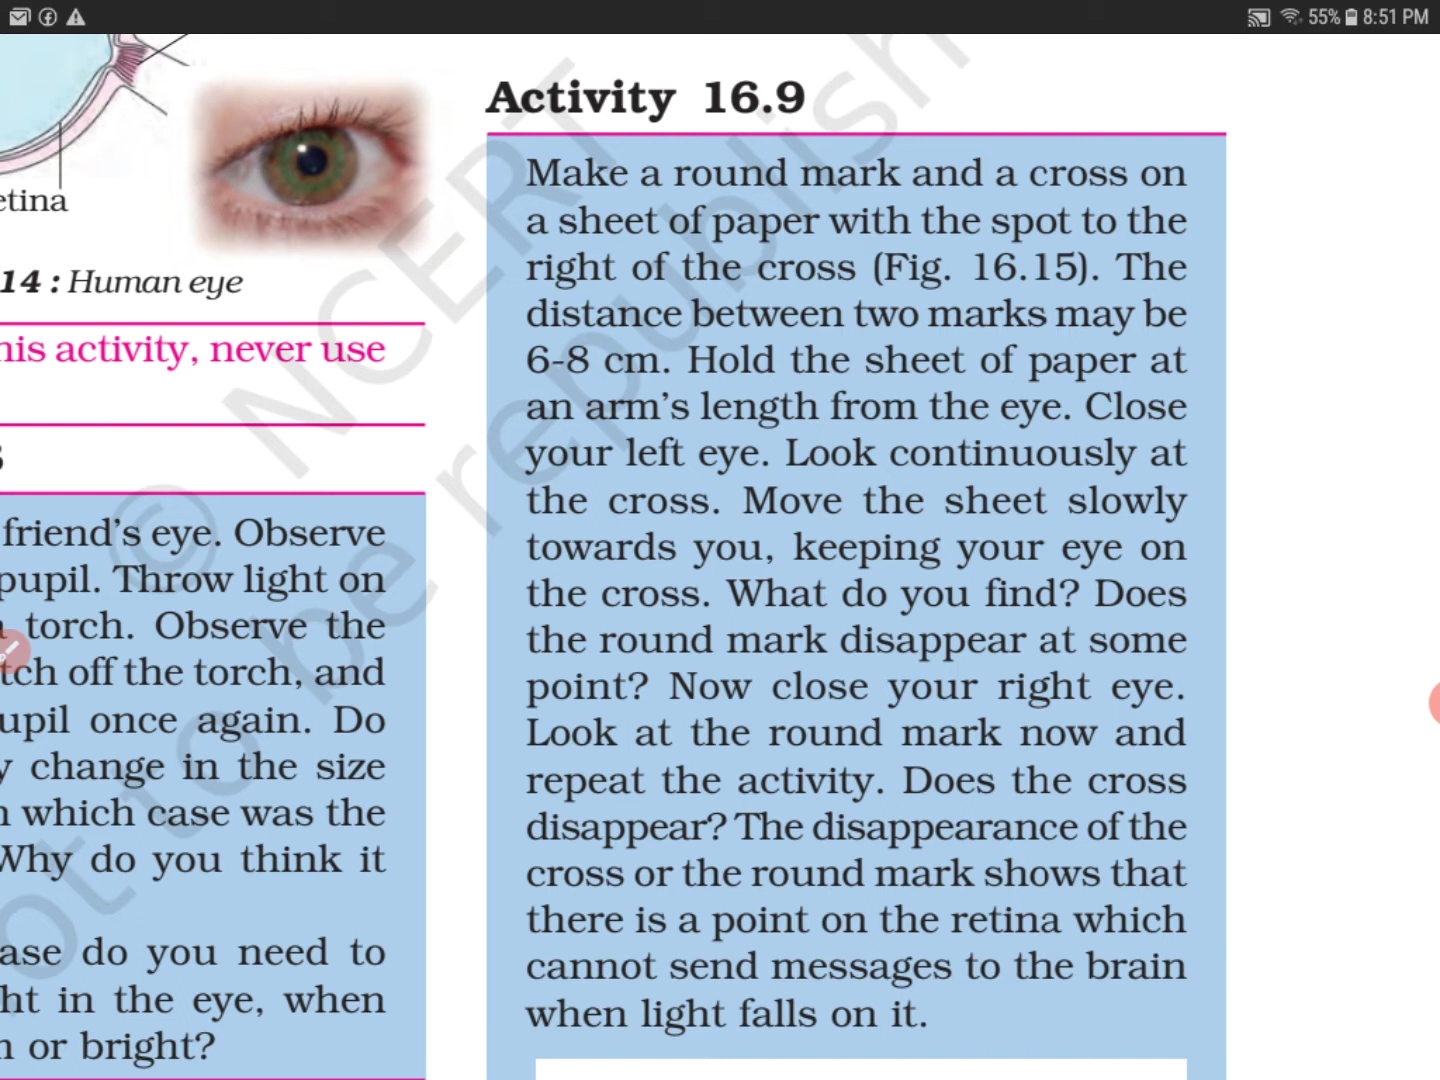 55% 8:51 PM
etina
14 : Human eye
his activity, never use
friend's eye. Observe
pupil. Throw light on
torch. Observe the
tch off the torch, and
upil once again. Do
y change in the size
n which case was the
Why do you think it
ase do you need to
ht in the eye, when
or bright?
Activity 16.9
Make a round mark and a cross on
a sheet of paper with the spot to the
right of the cross (Fig. 16.15). The
distance between two marks may be
6-8 cm. Hold the sheet of paper at
an arm's length from the eye. Close
your left eye. Look continuously at
the cross. Move the sheet slowly
towards you, keeping your eye on
the cross. What do you find? Does
the round mark disappear at some
point? Now close your right eye.
Look at the round mark now and
repeat the activity. Does the cross
disappear? The disappearance of the
cross or the round mark shows that
there is a point on the retina which
cannot send messages to the brain
when light falls on it.
© NCERT
ot to be republish